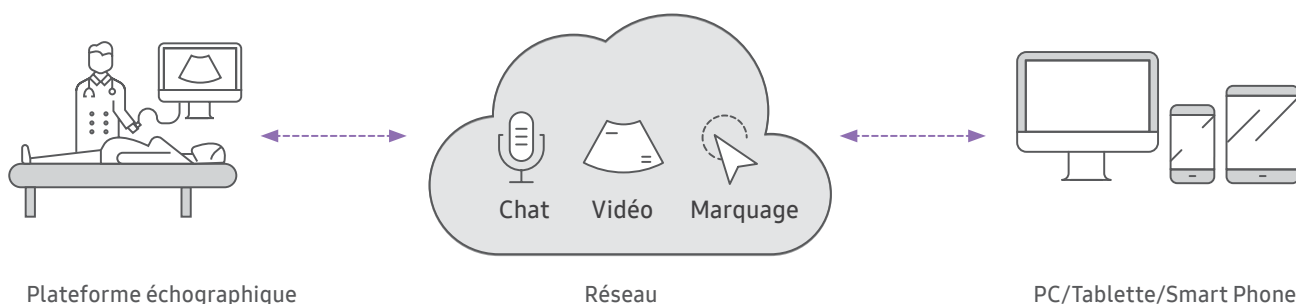 Chat Vidéo Marquage
Plateforme échographique Réseau PC/Tablette/Smart Phone